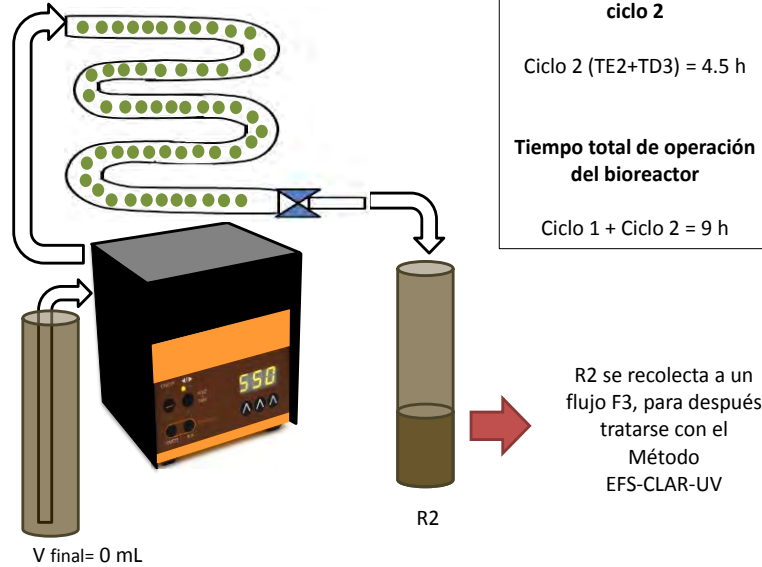 ciclo 2
Ciclo 2 (TE2+TD3) = 4.5 h
Tiempo total de operación
del bioreactor
Ciclo 1 + Ciclo 2 = 9 h
550
R2 se recolecta a un
flujo F3, para después
tratarse con el
Método
EFS-CLAR-UV
R2
V final= 0 mL